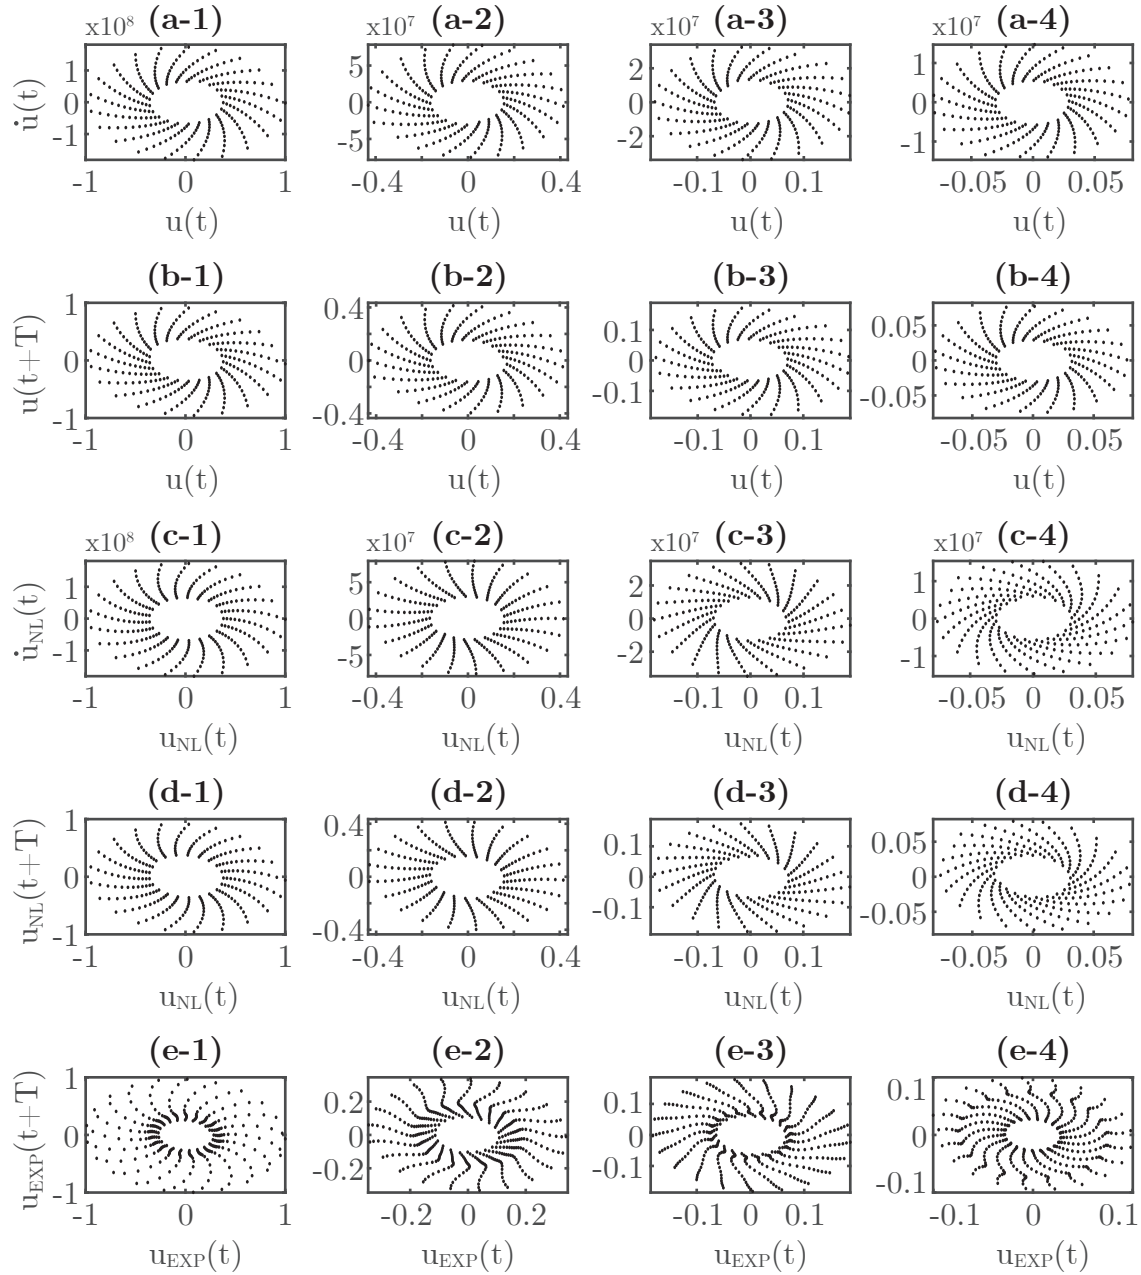 x10⁸ (a-1) x10⁷ (a-2) x10⁷ (a-3) x10⁷ (a-4)
u̇(t)
1 0 -1
5 0 -5
2 0 -2
1 0 -1
-1 0 1 -0.4 0 0.4 -0.1 0 0.1 -0.05 0 0.05
u(t) u(t) u(t) u(t)
(b-1) (b-2) (b-3) (b-4)
u(t+T)
1 0 -1
0.4 0 -0.4
0.1 0 -0.1
0.05 0 -0.05
-1 0 1 -0.4 0 0.4 -0.1 0 0.1 -0.05 0 0.05
u(t) u(t) u(t) u(t)
x10⁸ (c-1) x10⁷ (c-2) x10⁷ (c-3) x10⁷ (c-4)
u̇NL(t)
1 0 -1
5 0 -5
2 0 -2
1 0 -1
-1 0 1 -0.4 0 0.4 -0.1 0 0.1 -0.05 0 0.05
uNL(t) uNL(t) uNL(t) uNL(t)
(d-1) (d-2) (d-3) (d-4)
uNL(t+T)
1 0 -1
0.4 0 -0.4
0.1 0 -0.1
0.05 0 -0.05
-1 0 1 -0.4 0 0.4 -0.1 0 0.1 -0.05 0 0.05
uNL(t) uNL(t) uNL(t) uNL(t)
(e-1) (e-2) (e-3) (e-4)
uEXP(t+T)
1 0 -1
0.2 0 -0.2
0.1 0 -0.1
0.1 0 -0.1
-1 0 1 -0.2 0 0.2 -0.1 0 0.1 -0.1 0 0.1
uEXP(t) uEXP(t) uEXP(t) uEXP(t)